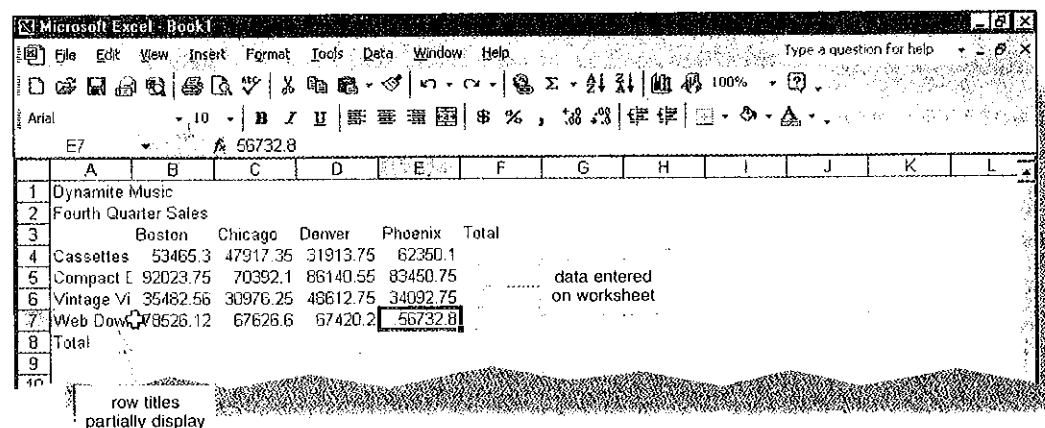 Microsoft Excel - Book1
File Edit View Insert Format Tools Data Window Help Type a question for help
100%
Arial 10 B I U $ % ,
E7 fx 56732.8
A B C D E F G H I J K L
1 Dynamite Music
2 Fourth Quarter Sales
3 Boston Chicago Denver Phoenix Total
4 Cassettes 53465.3 47917.35 31913.75 62350.1
5 Compact D 92023.75 70392.1 86140.55 83450.75
6 Vintage Vi 35482.56 30976.25 48612.75 34092.75
7 Web Dow 78526.12 67626.6 67420.2 56732.8
8 Total
9
10
data entered
on worksheet
row titles
partially display